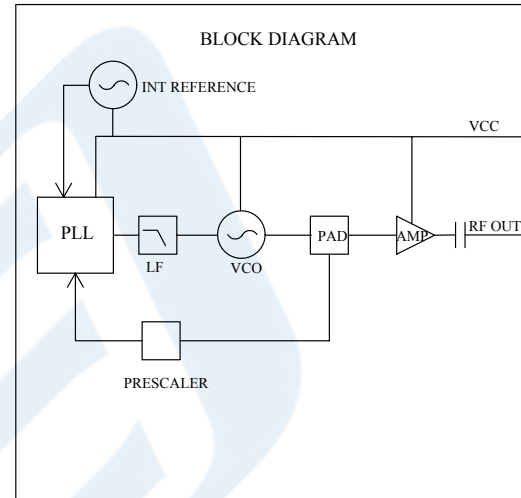 BLOCK DIAGRAM
INT REFERENCE
VCC
PLL
LF
VCO
PAD
AMP
RF OUT
PRESCALER